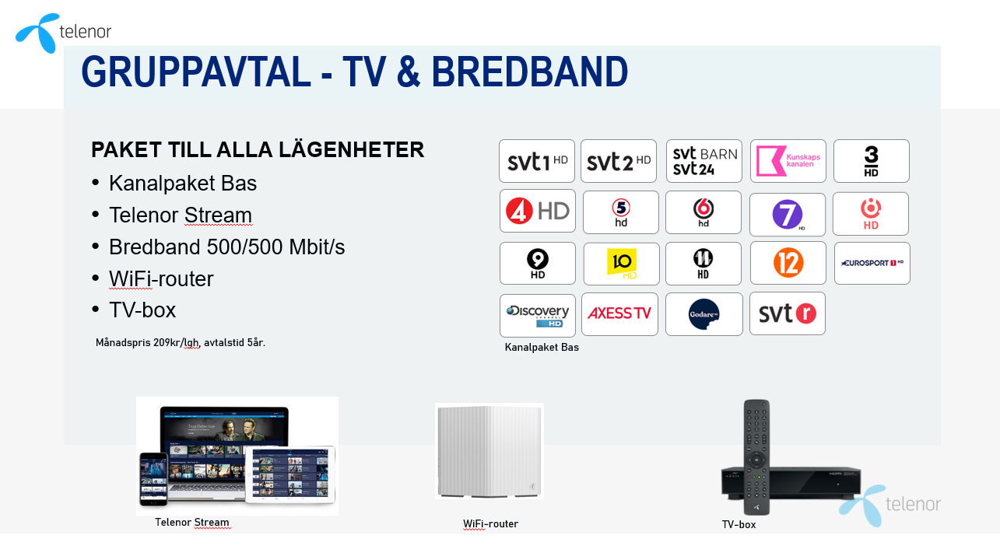 telenor
GRUPPAVTAL - TV & BREDBAND
PAKET TILL ALLA LÄGENHETER
• Kanalpaket Bas
• Telenor Stream
• Bredband 500/500 Mbit/s
• WiFi-router
• TV-box
Månadspris 209kr/lgh, avtalstid 5år.
svt1 HD
svt2 HD
svt BARN
svt24
Kunskaps
kanalen
3
HD
4 HD
5
hd
6
hd
7
HD
HD
9
HD
10
HD
11
HD
12
EUROSPORT 1 HD
Discovery
CHANNEL
HD
AXESS TV
Godare
svt r
Kanalpaket Bas
True Detective
HDMI
telenor
Telenor Stream
WiFi-router
TV-box